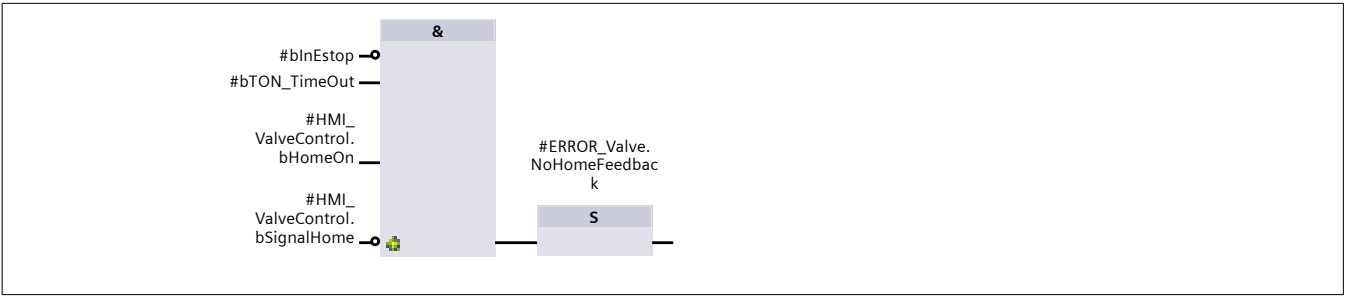 &
#bInEstop
#bTON_TimeOut
#HMI_
ValveControl.
bHomeOn
#HMI_
ValveControl.
bSignalHome
#ERROR_Valve.
NoHomeFeedbac
k
S